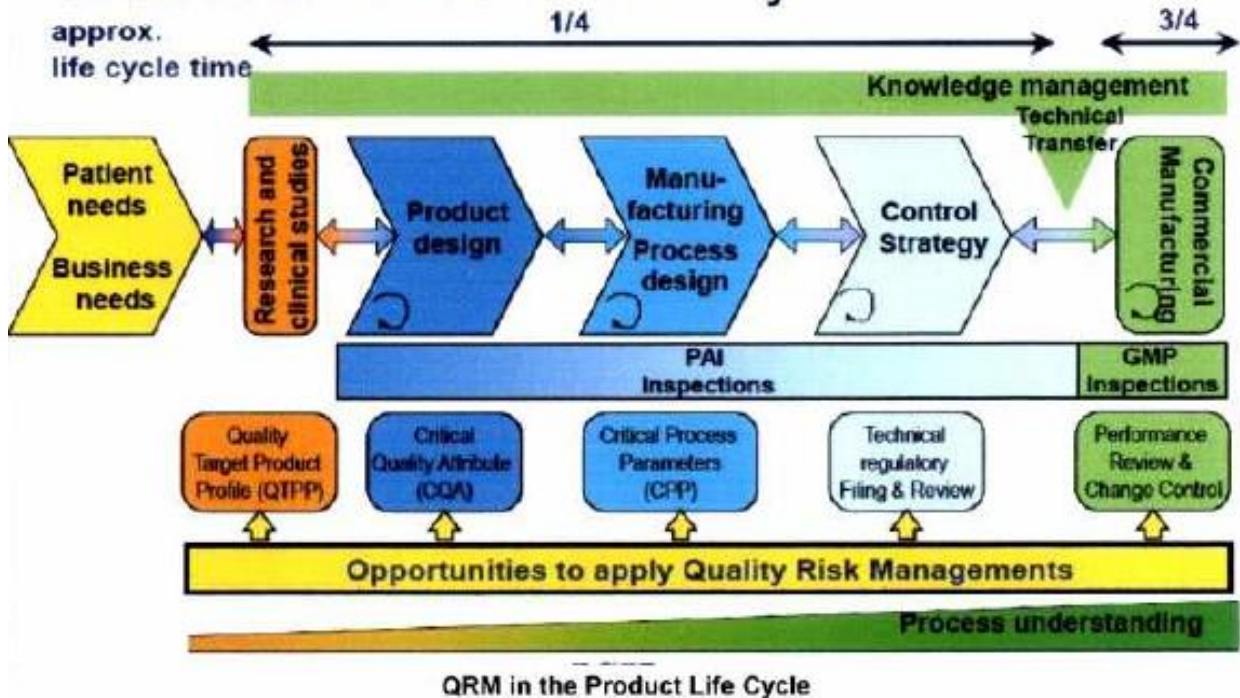 1/4
3/4
approx.
life cycle time
Knowledge management
Technical
Transfer
Patient
needs
Business
needs
Research and
clinical studies
Product
design
Manu-
facturing
Process
design
Control
Strategy
Commercial
Manufacturing
PAI
Inspections
GMP
Inspections
Quality
Target Product
Profile (QTPP)
Critical
Quality Attribute
(CQA)
Critical Process
Parameters
(CPP)
Technical
regulatory
Filing & Review
Performance
Review &
Change Control
Opportunities to apply Quality Risk Managements
Process understanding
QRM in the Product Life Cycle